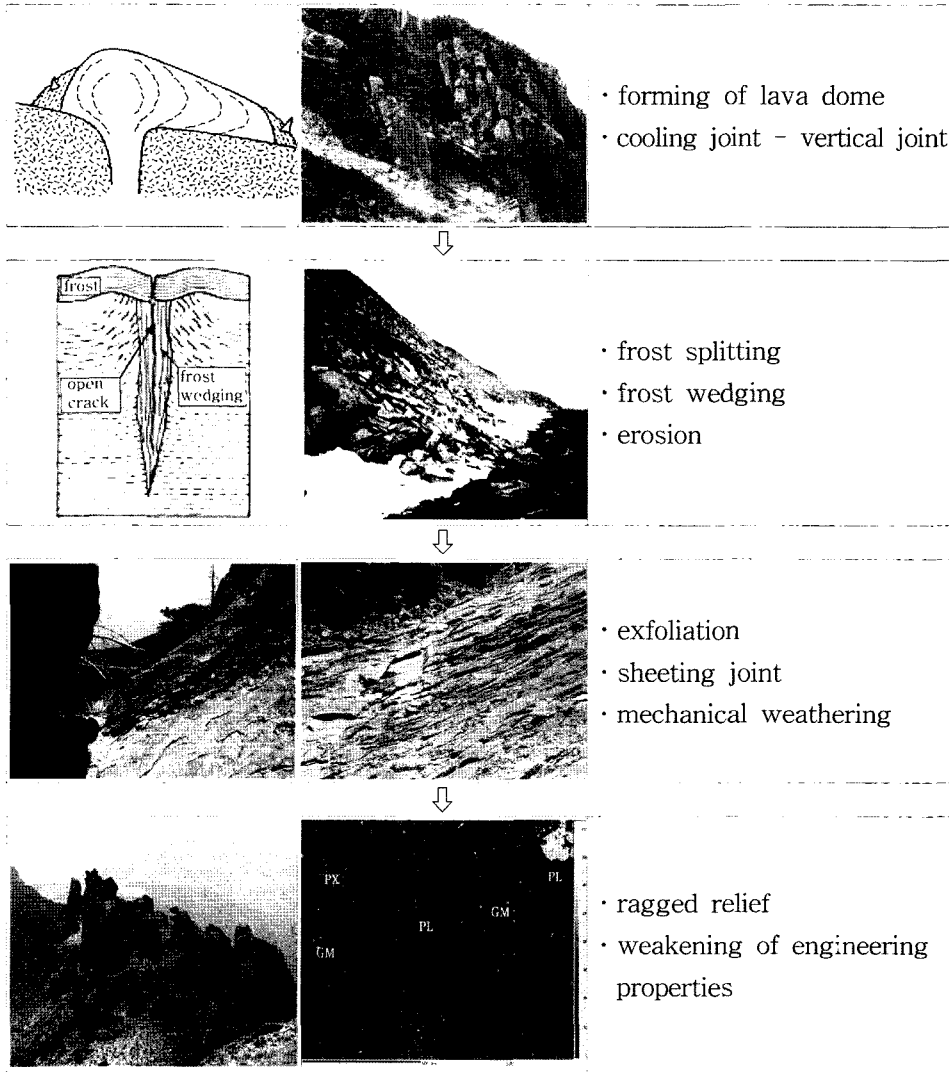 · forming of lava dome
· cooling joint - vertical joint
frost
open
crack
frost
wedging
· frost splitting
· frost wedging
· erosion
· exfoliation
· sheeting joint
· mechanical weathering
PX
PL
GM
PL
GM
· ragged relief
· weakening of engineering
properties